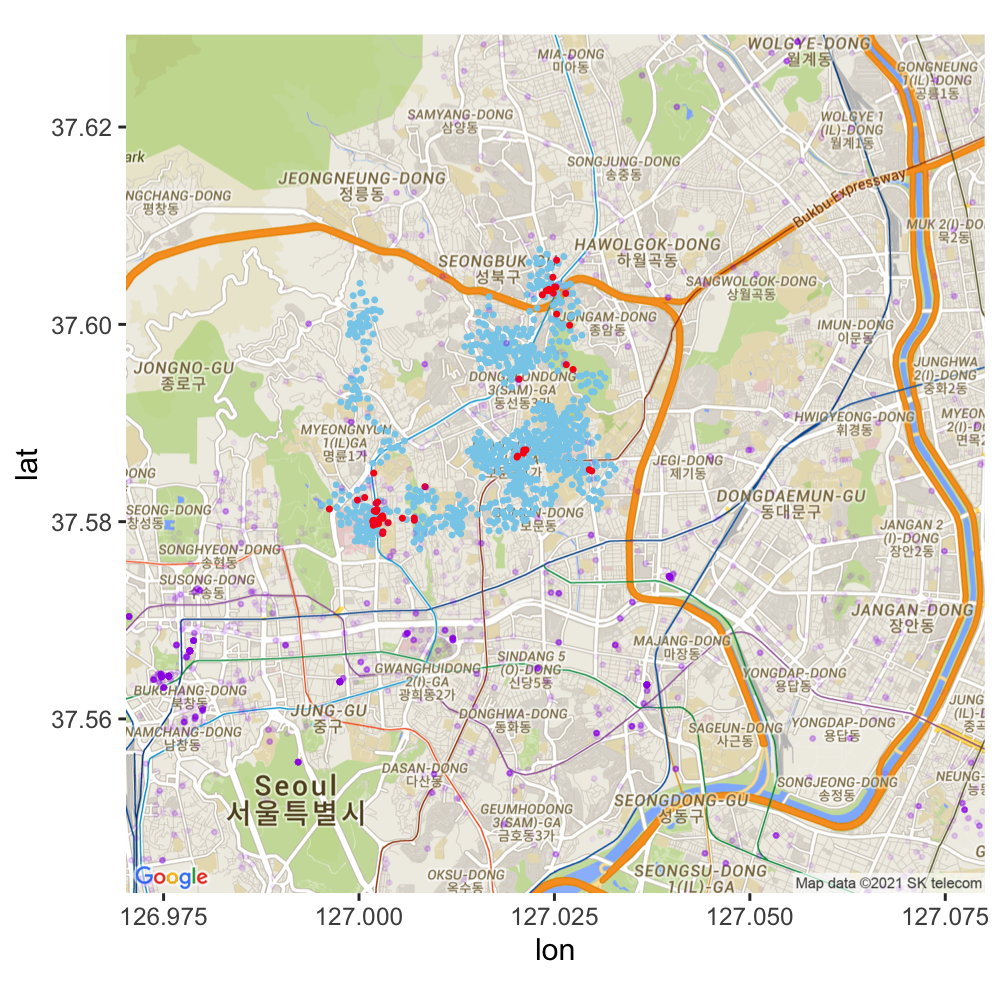 WOLGYE-DONG
월계동
MIA-DONG
미아동
GONGNEUNG
1(IL)-DONG
공릉1동
SAMYANG-DONG
삼양동
WOLGYE 1
(IL)-DONG
월계1동
37.62
ark
SONGJUNG-DONG
송중동
JEONGNEUNG-DONG
정릉동
Bukbu Expressway
NGCHANG-DONG
평창동
MUK 2(I)-DO
묵2동
HAWOLGOK-DONG
하월곡동
SEONGBUK
성북구
SANGWOLGOK-DONG
상월곡동
37.60
JONGAM-DONG
종암동
IMUN-DONG
이문동
JONGNO-GU
종로구
JUNGHWA
2(I)-DONG
중화2동
DONG
ONDONG
3(SAM)-GA
동선동3가
HWIGYEONG-DONG
휘경동
MYEON
2(I)-D
면목2
MYEONGNYUN
1(IL)GA
명륜1가
JEGI-DONG
제기동
DONG
DONGDAEMUN-GU
동대문구
SEONG-DONG
창성동
37.58
N-DONG
보문동
JANGAN 2
(I)-DONG
장안2동
SONGHYEON-DONG
송현동
SUSONG-DONG
수송동
JANGAN-DONG
장안동
MAJANG-DONG
마장동
SINDANG 5
(O)-DONG
신당5동
GWANGHUIDONG
2(I)-GA
광희동2가
YONGDAP-DONG
용답동
BUKCHANG-DONG
북창동
JUNG-GU
중구
JUNG
(IL)-D
37.56
DONGHWA-DONG
동화동
SAGEUN-DONG
사근동
YONGDAP-DONG
용답동
NAMCHANG-DONG
남창동
DASAN-DONG
다산동
Seoul
서울특별시
SONGJEONG-DONG
송정동
NEUNG-
능동
SEONGDONG-GU
성동구
GEUMHODONG
3(SAM)-GA
금호동3가
OKSU-DONG
옥수동
SEONGSU-DONG
1(IL)-GA
G
Google
Map data ©2021 SK telecom
126.975
127.000
127.025
127.050
127.075
lon
lat